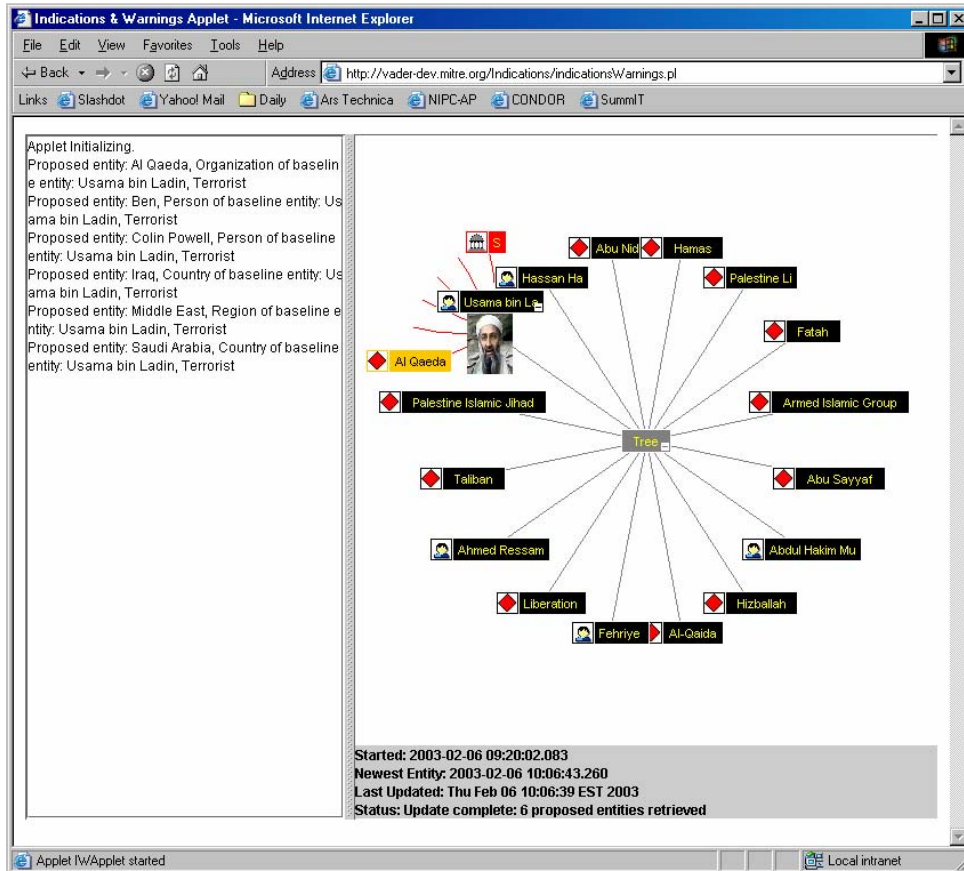 Indications & Warnings Applet - Microsoft Internet Explorer
File Edit View Favorites Tools Help
Back Address http://vader-dev.mitre.org/Indications/indicationsWarnings.pl
Links Slashdot Yahoo! Mail Daily Ars Technica NIPC-AP CONDOR SummIT
Applet Initializing.
Proposed entity: Al Qaeda, Organization of baselin
e entity: Usama bin Ladin, Terrorist
Proposed entity: Ben, Person of baseline entity: Us
ama bin Ladin, Terrorist
Proposed entity: Colin Powell, Person of baseline
entity: Usama bin Ladin, Terrorist
Proposed entity: Iraq, Country of baseline entity: Us
ama bin Ladin, Terrorist
Proposed entity: Middle East, Region of baseline e
ntity: Usama bin Ladin, Terrorist
Proposed entity: Saudi Arabia, Country of baseline
entity: Usama bin Ladin, Terrorist
S
Abu Nid
Hamas
Hassan Ha
Palestine Li
Usama bin La
Fatah
Al Qaeda
Palestine Islamic Jihad
Armed Islamic Group
Tree
Taliban
Abu Sayyaf
Ahmed Ressam
Abdul Hakim Mu
Liberation
Hizballah
Fehriye
Al-Qaida
Started: 2003-02-06 09:20:02.083
Newest Entity: 2003-02-06 10:06:43.260
Last Updated: Thu Feb 06 10:06:39 EST 2003
Status: Update complete: 6 proposed entities retrieved
Applet IWApplet started
Local intranet